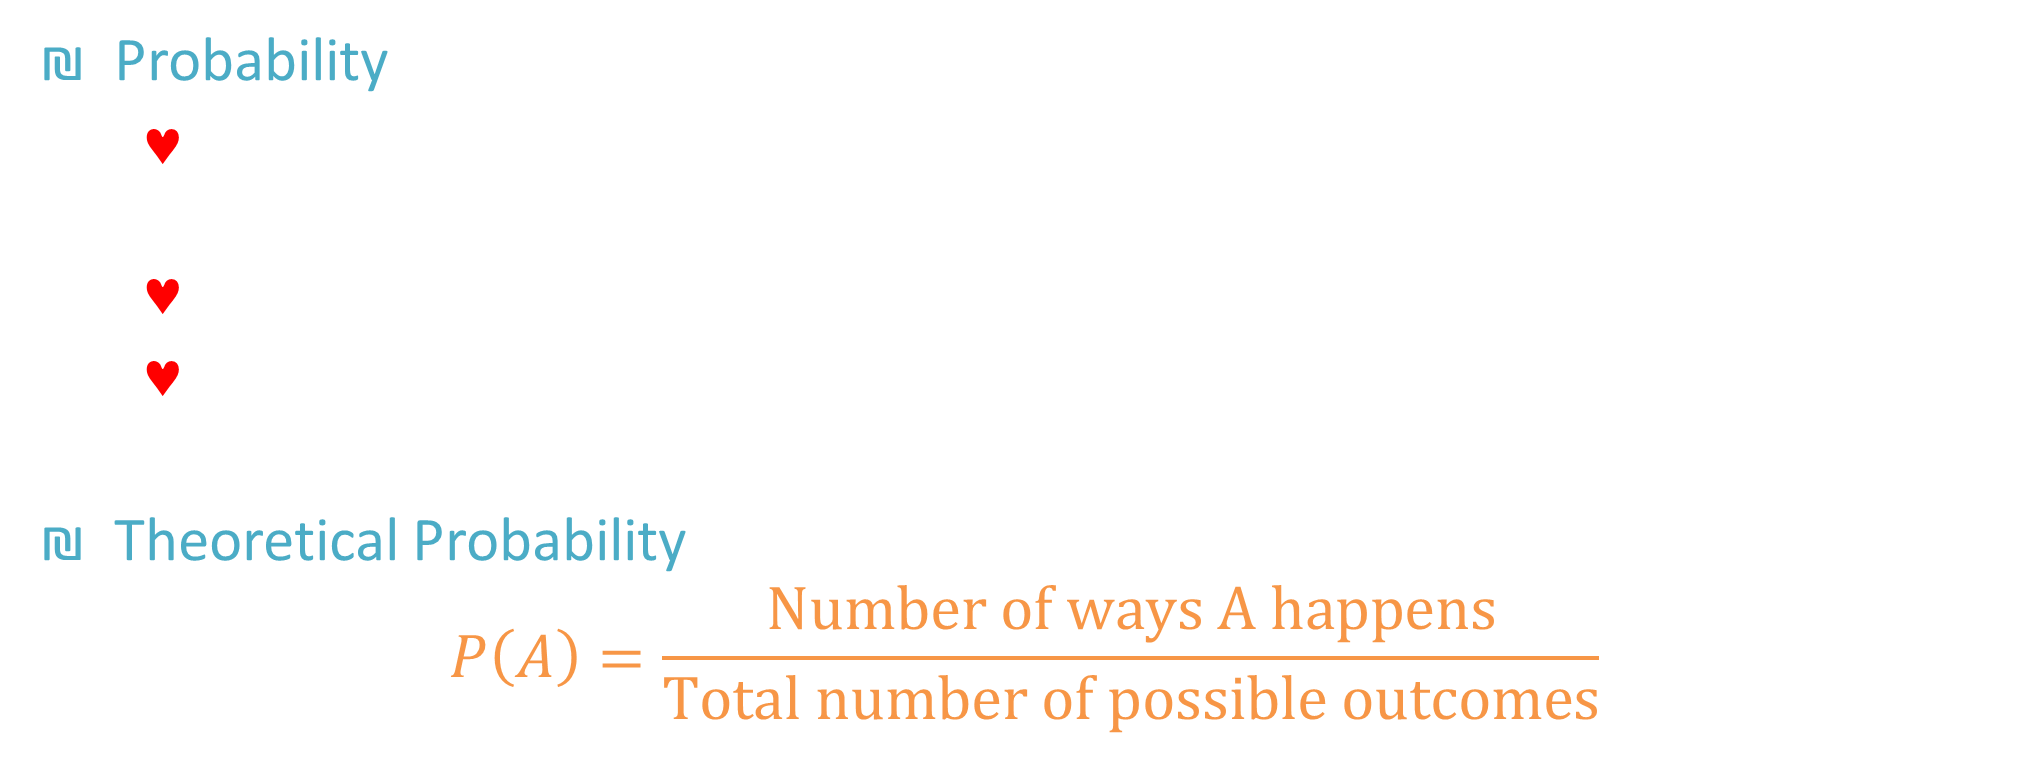 ₪ Probability
♥
♥
♥
₪ Theoretical Probability
P(A) = Number of ways A happens / Total number of possible outcomes